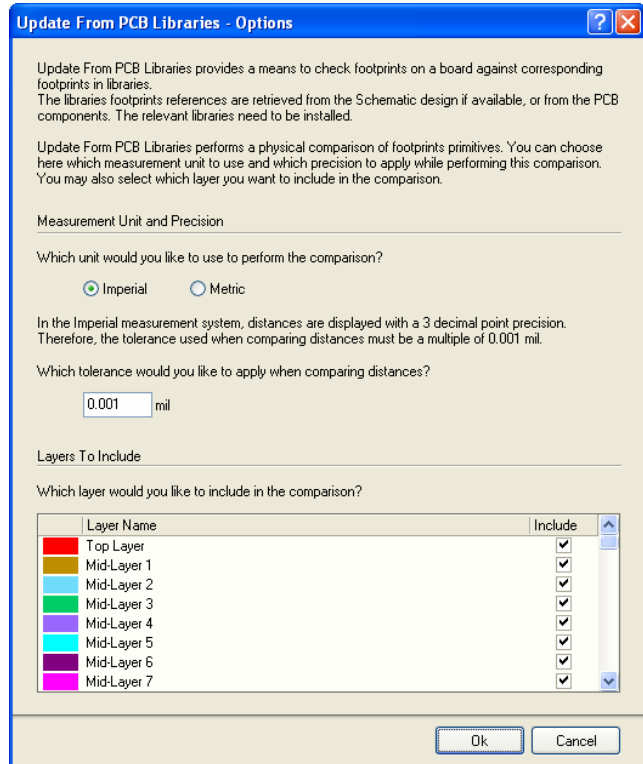 Update From PCB Libraries - Options
Update From PCB Libraries provides a means to check footprints on a board against corresponding
footprints in libraries.
The libraries footprints references are retrieved from the Schematic design if available, or from the PCB
components. The relevant libraries need to be installed.
Update Form PCB Libraries performs a physical comparison of footprints primitives. You can choose
here which measurement unit to use and which precision to apply while performing this comparison.
You may also select which layer you want to include in the comparison.
Measurement Unit and Precision
Which unit would you like to use to perform the comparison?
Imperial Metric
In the Imperial measurement system, distances are displayed with a 3 decimal point precision.
Therefore, the tolerance used when comparing distances must be a multiple of 0.001 mil.
Which tolerance would you like to apply when comparing distances?
0.001 mil
Layers To Include
Which layer would you like to include in the comparison?
Layer Name Include
Top Layer
Mid-Layer 1
Mid-Layer 2
Mid-Layer 3
Mid-Layer 4
Mid-Layer 5
Mid-Layer 6
Mid-Layer 7
Ok Cancel